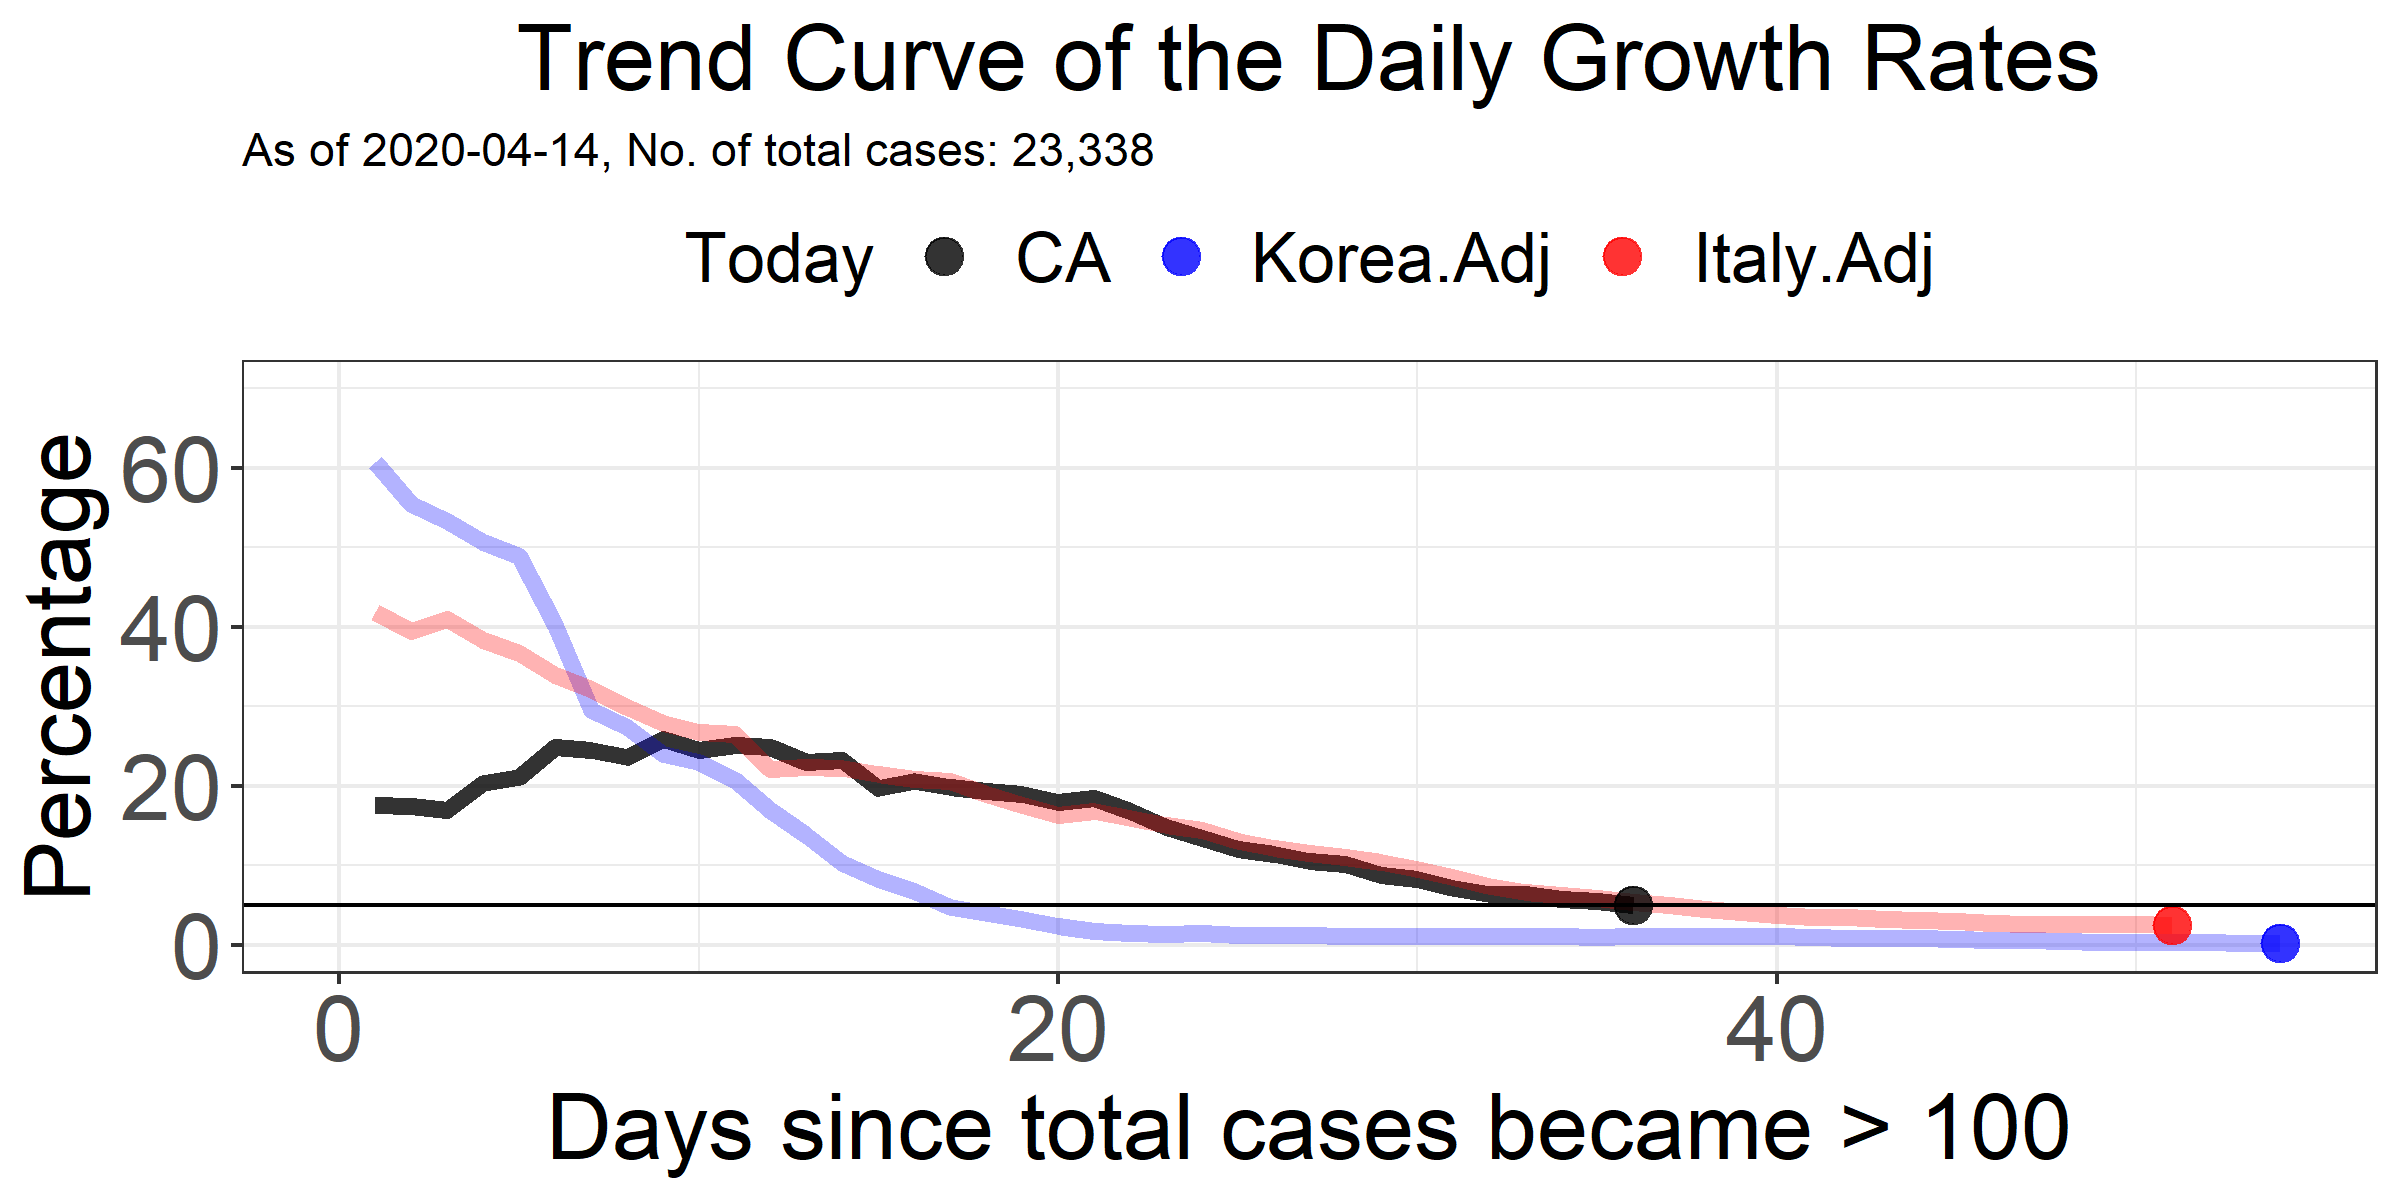 Trend Curve of the Daily Growth Rates
As of 2020-04-14, No. of total cases: 23,338
Today CA Korea.Adj Italy.Adj
Percentage
60
40
20
0
0 20 40
Days since total cases became > 100